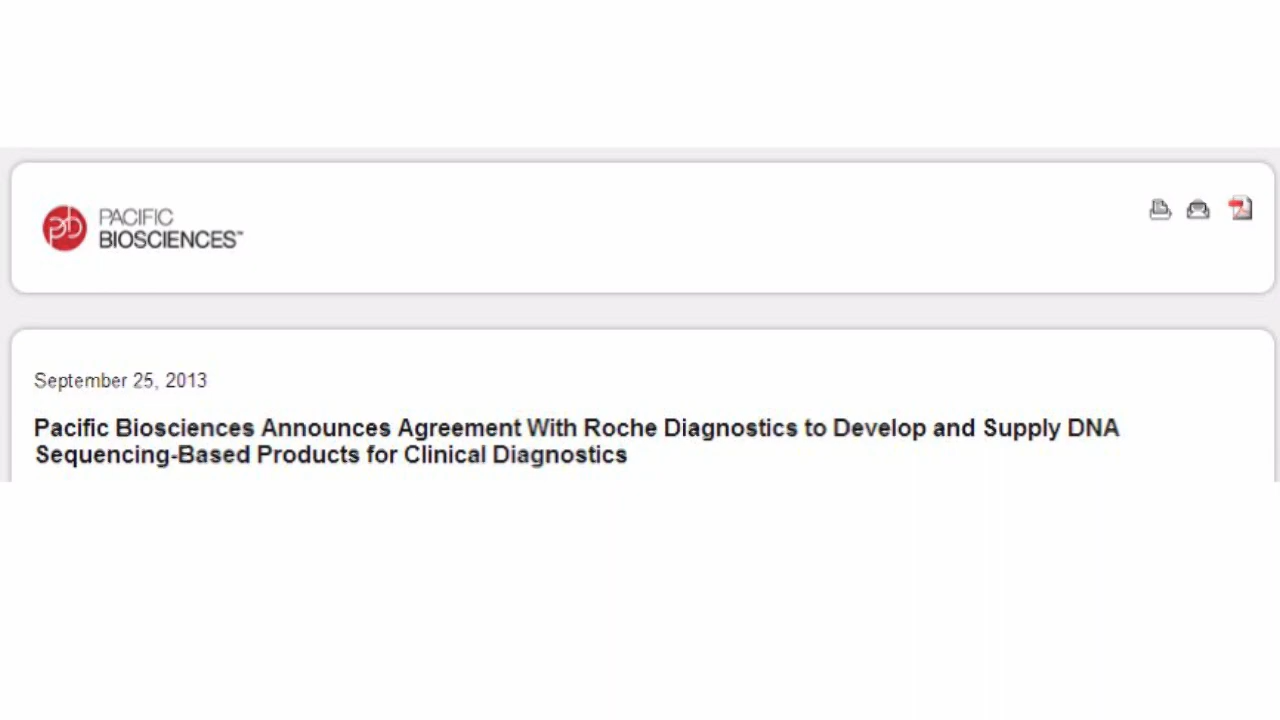 PACIFIC
BIOSCIENCES™
September 25, 2013
Pacific Biosciences Announces Agreement With Roche Diagnostics to Develop and Supply DNA
Sequencing-Based Products for Clinical Diagnostics